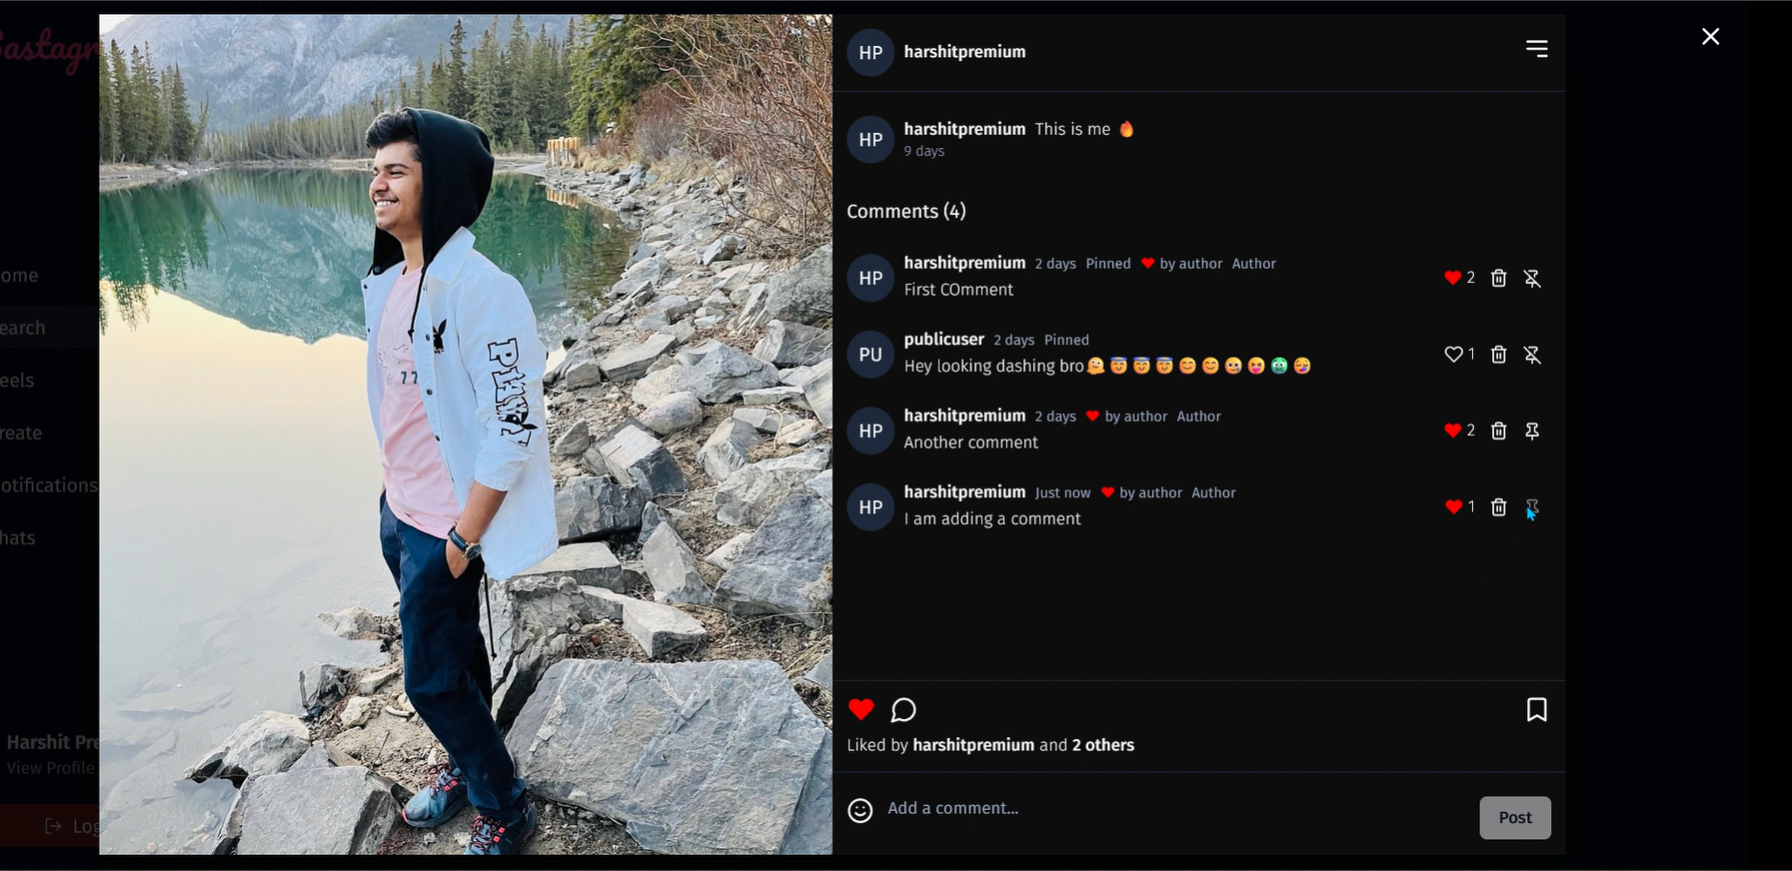 Sastagr
ome
earch
eels
reate
otifications
hats
Harshit Pre
View Profile
Log
77
PLAY
HP harshitpremium
HP harshitpremium This is me 🔥
9 days
Comments (4)
HP harshitpremium 2 days Pinned ❤ by author Author
First COmment
2
PU publicuser 2 days Pinned
Hey looking dashing bro🫠😇😇😇😊😊🤐😝🤢🥳
1
HP harshitpremium 2 days ❤ by author Author
Another comment
2
HP harshitpremium Just now ❤ by author Author
I am adding a comment
1
Liked by harshitpremium and 2 others
Add a comment...
Post